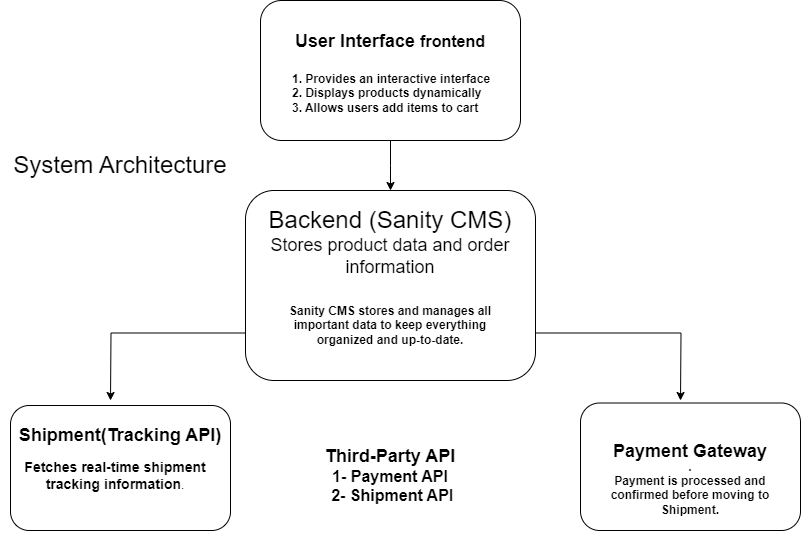 User Interface frontend
1. Provides an interactive interface
2. Displays products dynamically
3. Allows users add items to cart
System Architecture
Backend (Sanity CMS)
Stores product data and order
information
Sanity CMS stores and manages all
important data to keep everything
organized and up-to-date.
Shipment(Tracking API)
Fetches real-time shipment
tracking information.
Third-Party API
1- Payment API
2- Shipment API
Payment Gateway
.
Payment is processed and
confirmed before moving to
Shipment.